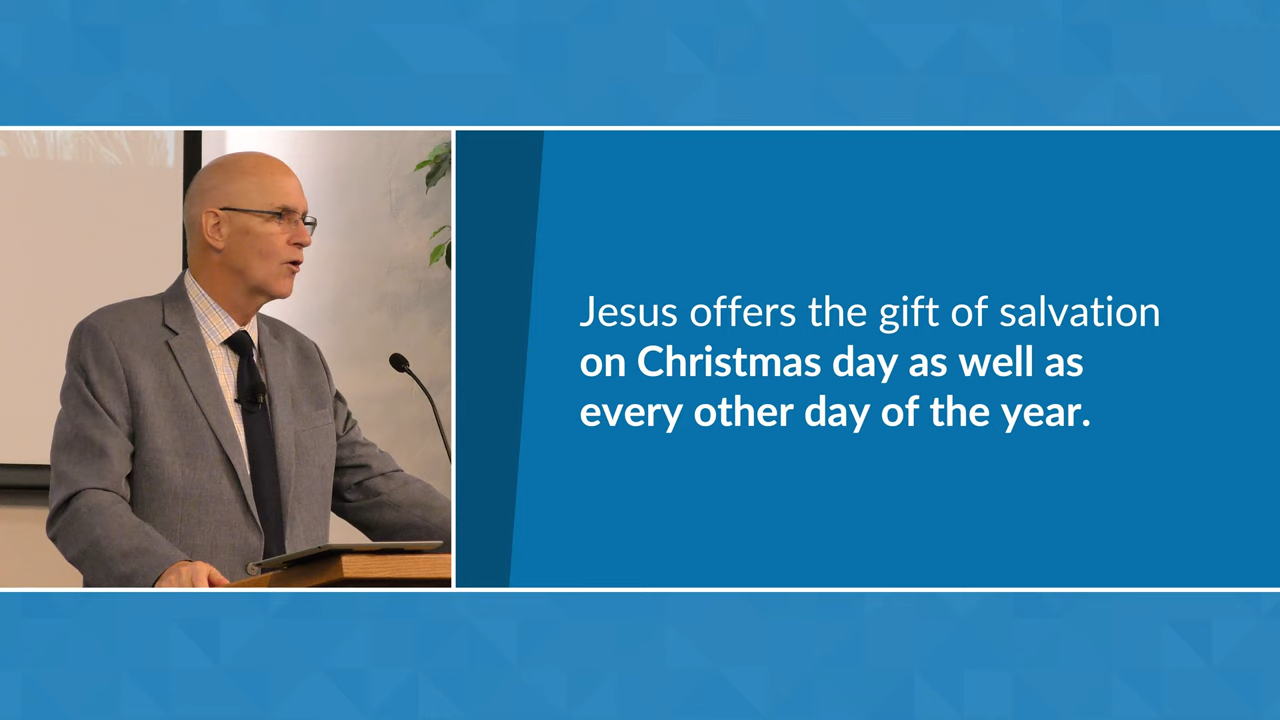 Jesus offers the gift of salvation
on Christmas day as well as
every other day of the year.